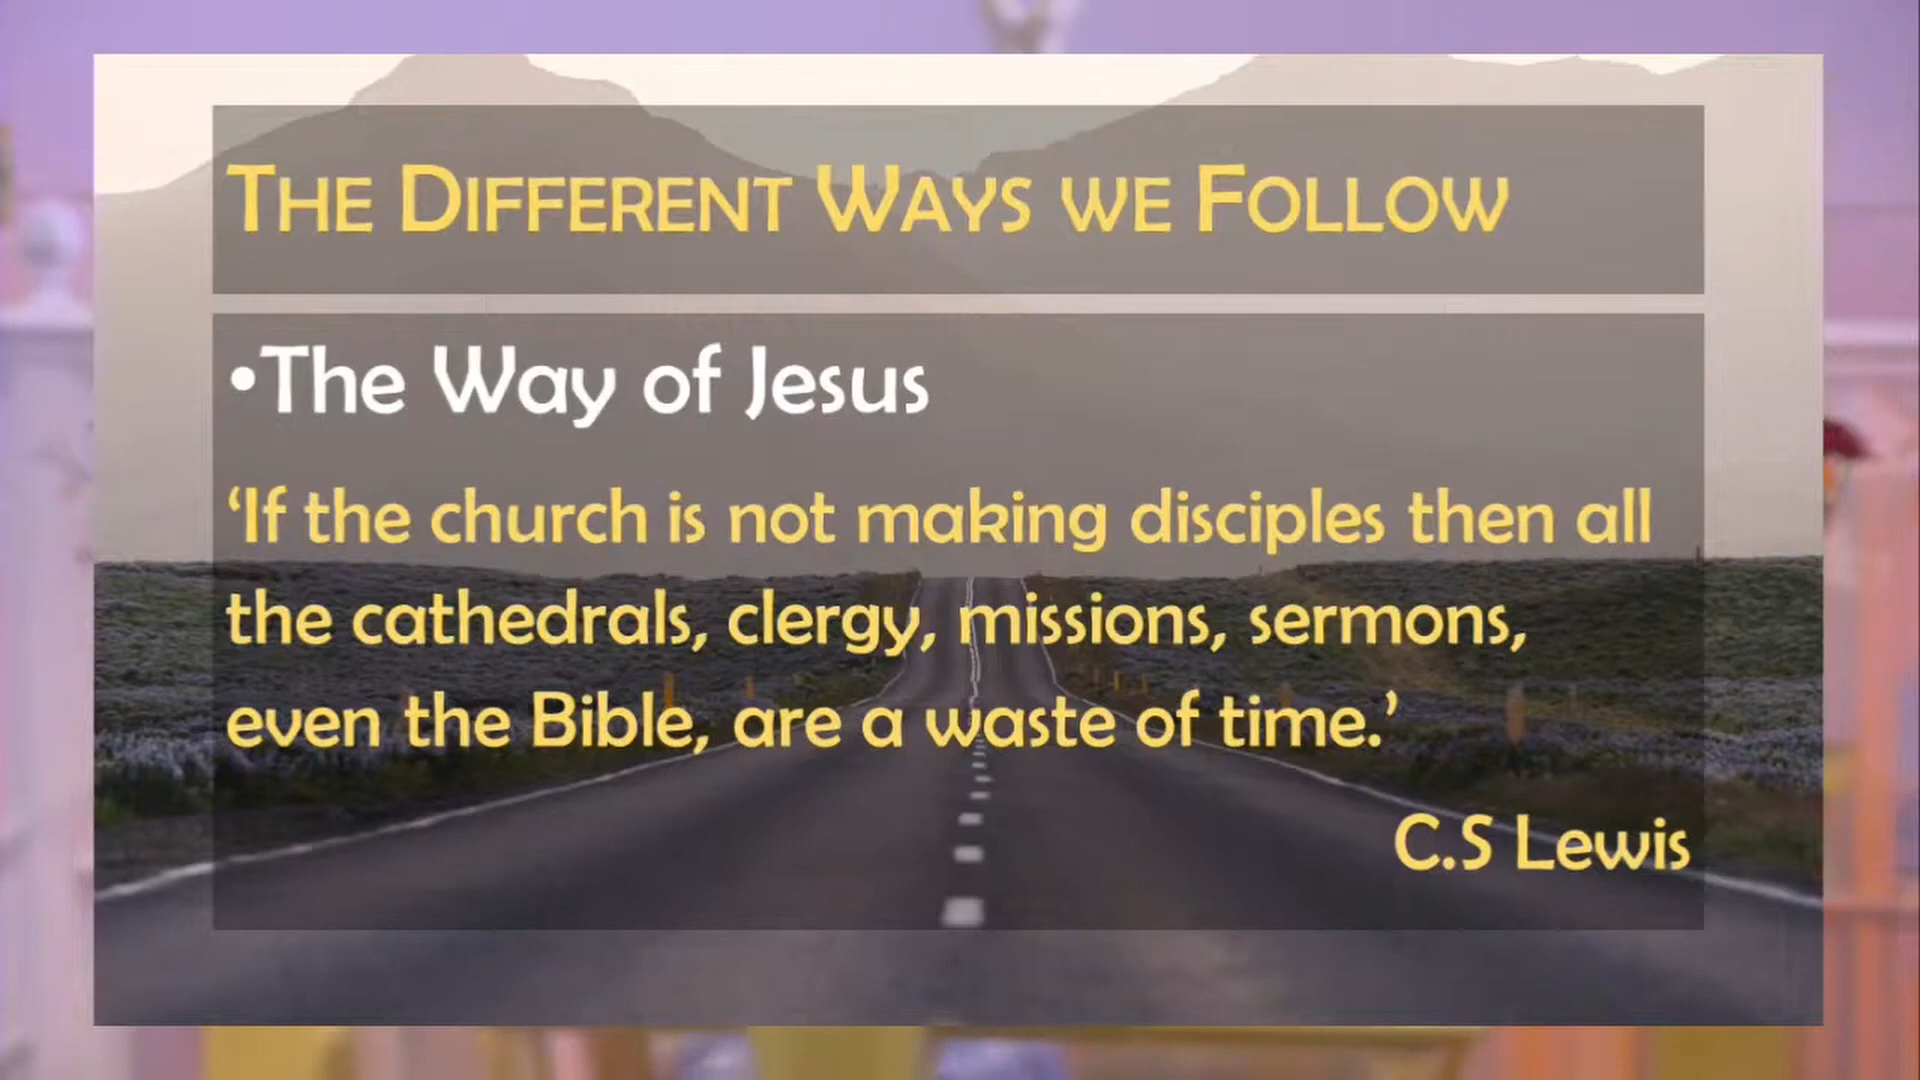 THE DIFFERENT WAYS WE FOLLOW
•The Way of Jesus
‘If the church is not making disciples then all
the cathedrals, clergy, missions, sermons,
even the Bible, are a waste of time.’
C.S Lewis